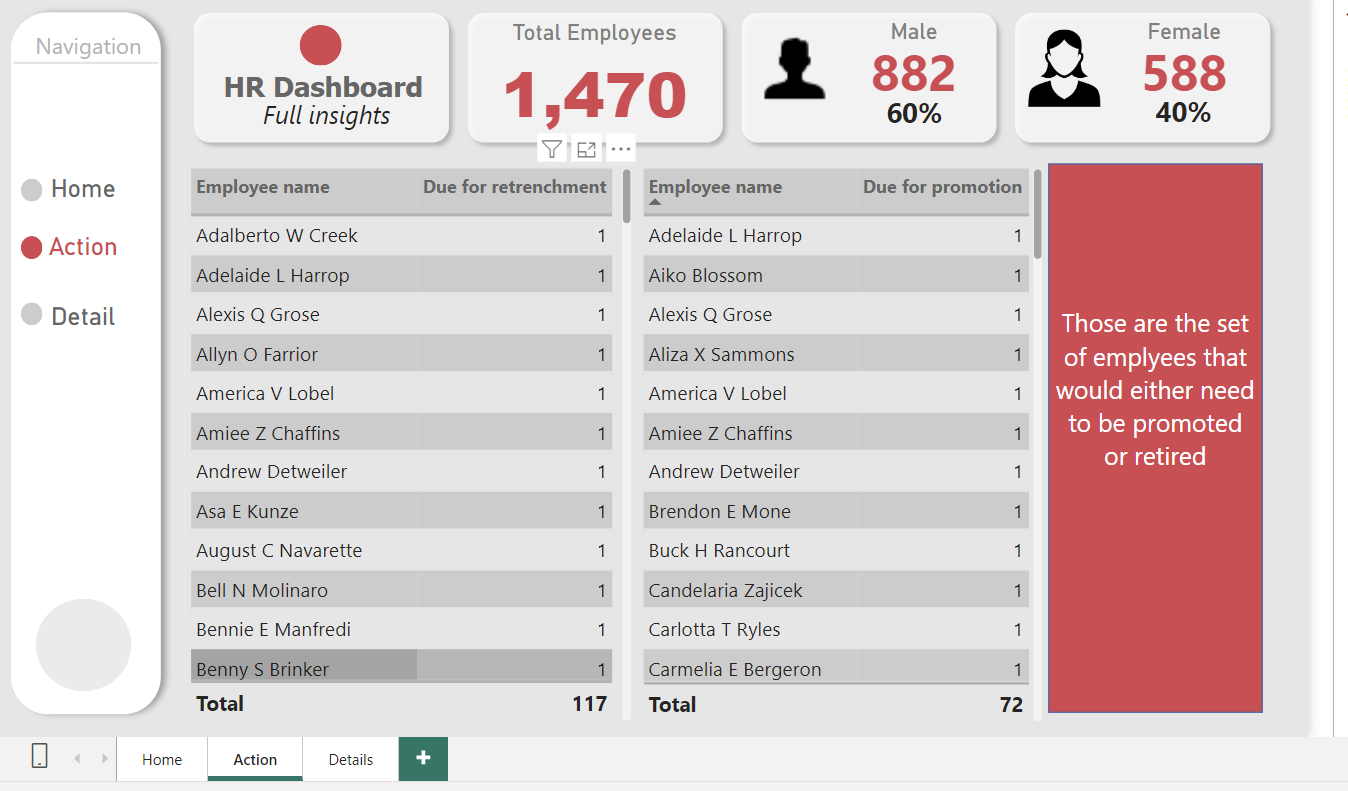 Navigation
Home
Action
Detail
HR Dashboard
Full insights
Total Employees
1,470
Male
882
60%
Female
588
40%
Employee name Due for retrenchment
Adalberto W Creek 1
Adelaide L Harrop 1
Alexis Q Grose 1
Allyn O Farrior 1
America V Lobel 1
Amiee Z Chaffins 1
Andrew Detweiler 1
Asa E Kunze 1
August C Navarette 1
Bell N Molinaro 1
Bennie E Manfredi 1
Benny S Brinker 1
Total 117
Employee name Due for promotion
Adelaide L Harrop 1
Aiko Blossom 1
Alexis Q Grose 1
Aliza X Sammons 1
America V Lobel 1
Amiee Z Chaffins 1
Andrew Detweiler 1
Brendon E Mone 1
Buck H Rancourt 1
Candelaria Zajicek 1
Carlotta T Ryles 1
Carmelia E Bergeron 1
Total 72
Those are the set
of emplyees that
would either need
to be promoted
or retired
Home Action Details